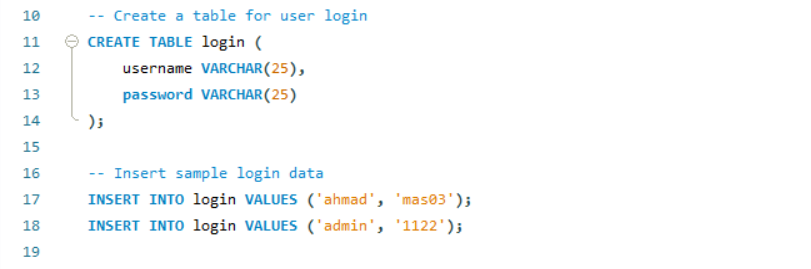 10 -- Create a table for user login
11 CREATE TABLE login (
12 username VARCHAR(25),
13 password VARCHAR(25)
14 );
15
16 -- Insert sample login data
17 INSERT INTO login VALUES ('ahmad', 'mas03');
18 INSERT INTO login VALUES ('admin', '1122');
19